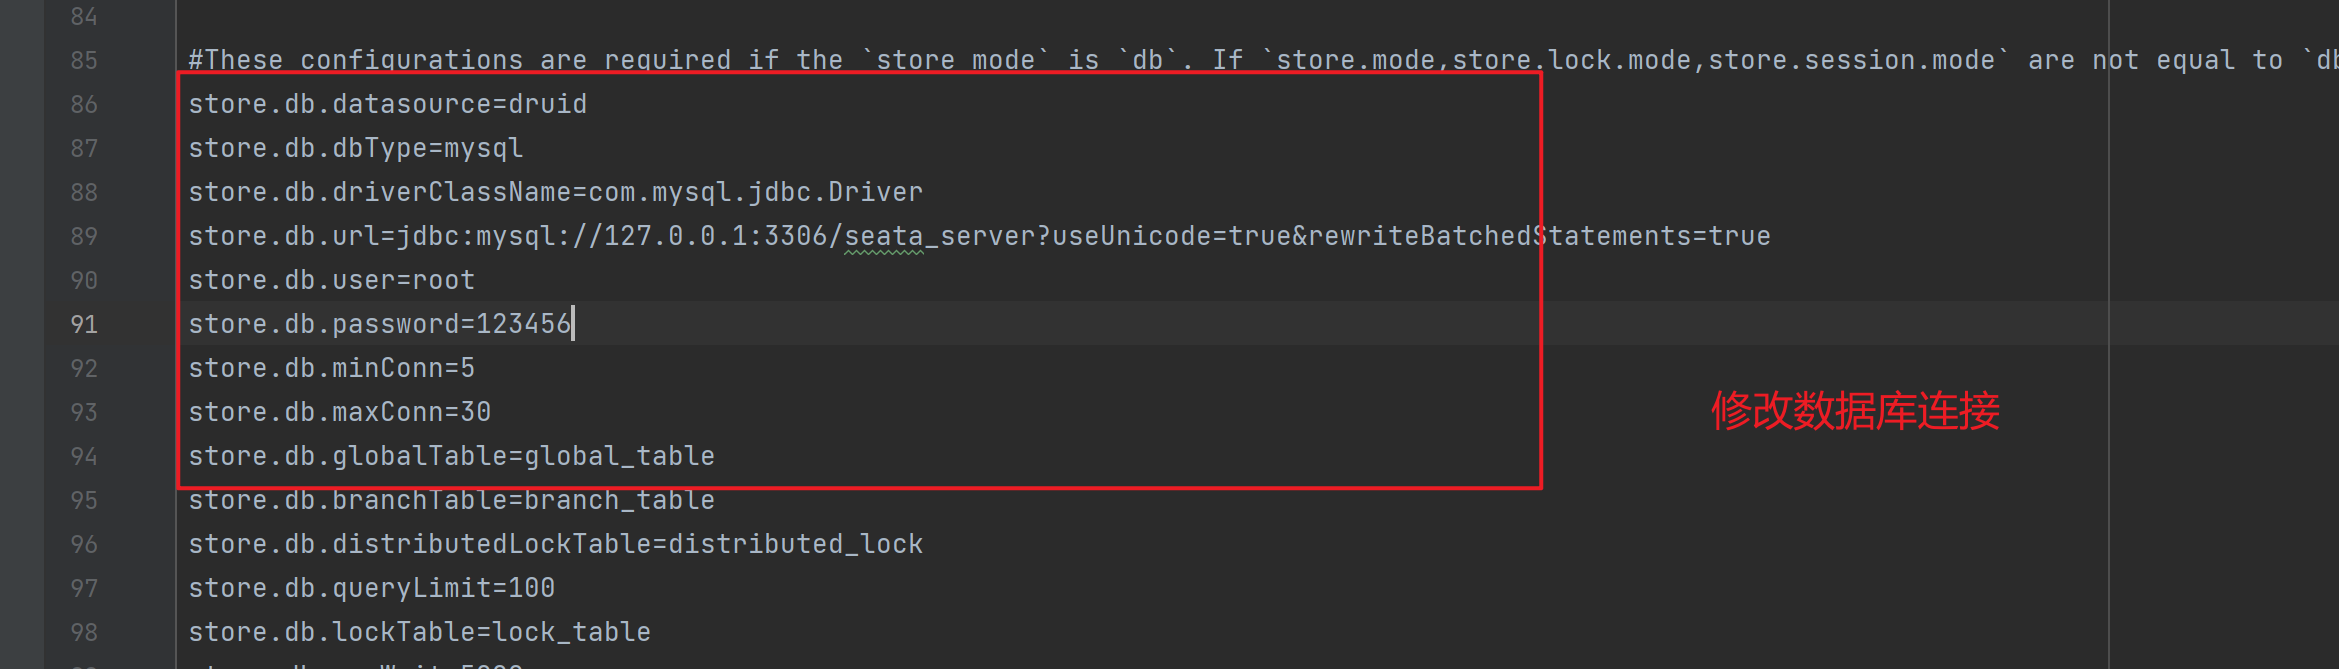 84
85 #These configurations are required if the `store mode` is `db`. If `store.mode,store.lock.mode,store.session.mode` are not equal to `db
86 store.db.datasource=druid
87 store.db.dbType=mysql
88 store.db.driverClassName=com.mysql.jdbc.Driver
89 store.db.url=jdbc:mysql://127.0.0.1:3306/seata_server?useUnicode=true&rewriteBatchedStatements=true
90 store.db.user=root
91 store.db.password=123456
92 store.db.minConn=5
93 store.db.maxConn=30
修改数据库连接
94 store.db.globalTable=global_table
95 store.db.branchTable=branch_table
96 store.db.distributedLockTable=distributed_lock
97 store.db.queryLimit=100
98 store.db.lockTable=lock_table